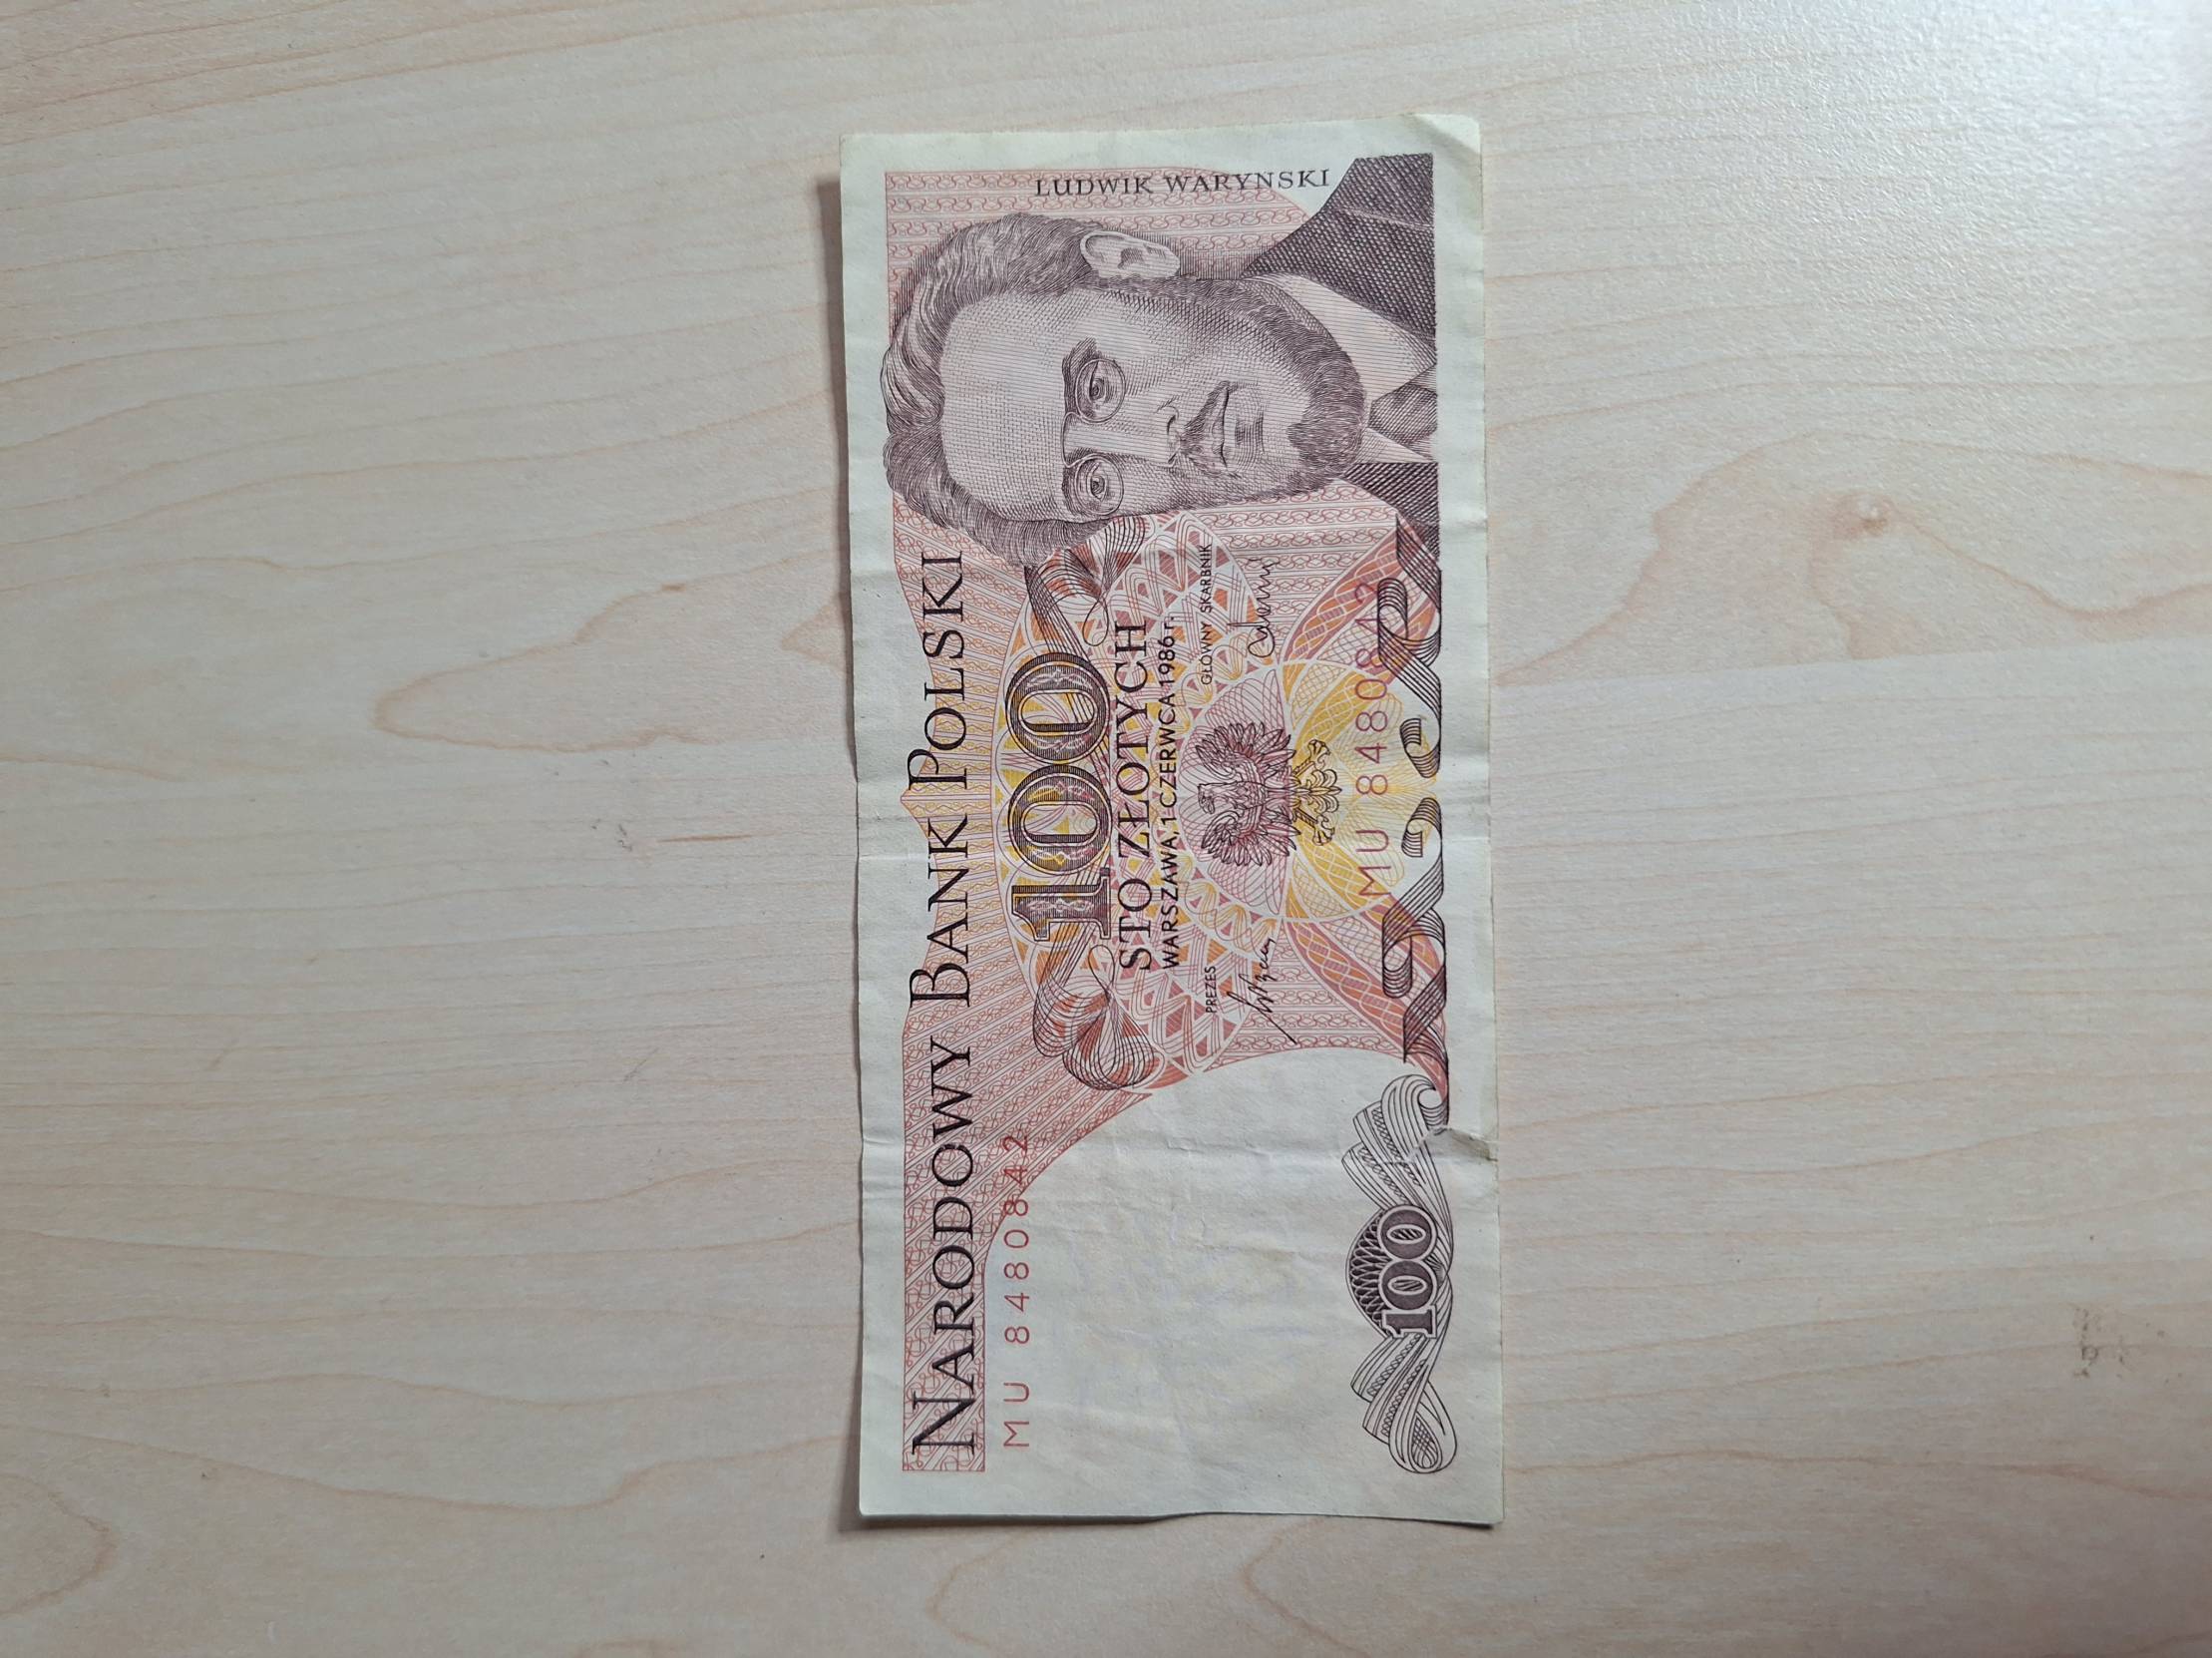 NARODOWY BANK POLSKI
MU 8480842
100
STO ZŁOTYCH
WARSZAWA, 1 CZERWCA 1986 r.
PREZES
GŁÓWNY SKARBNIK
MU 8480842
100
LUDWIK WARYŃSKI